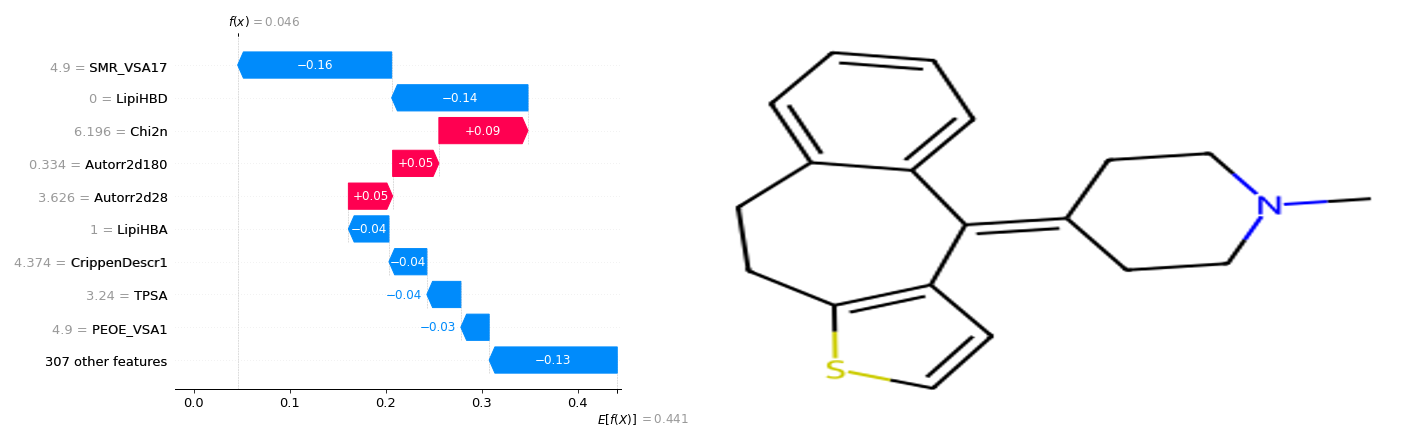 f(x) = 0.046
4.9 = SMR_VSA17
−0.16
0 = LipiHBD
−0.14
6.196 = Chi2n
+0.09
0.334 = Autorr2d180
+0.05
3.626 = Autorr2d28
+0.05
1 = LipiHBA
−0.04
4.374 = CrippenDescr1
−0.04
3.24 = TPSA
−0.04
4.9 = PEOE_VSA1
−0.03
307 other features
−0.13
0.0 0.1 0.2 0.3 0.4
E[f(X)] = 0.441
N
S